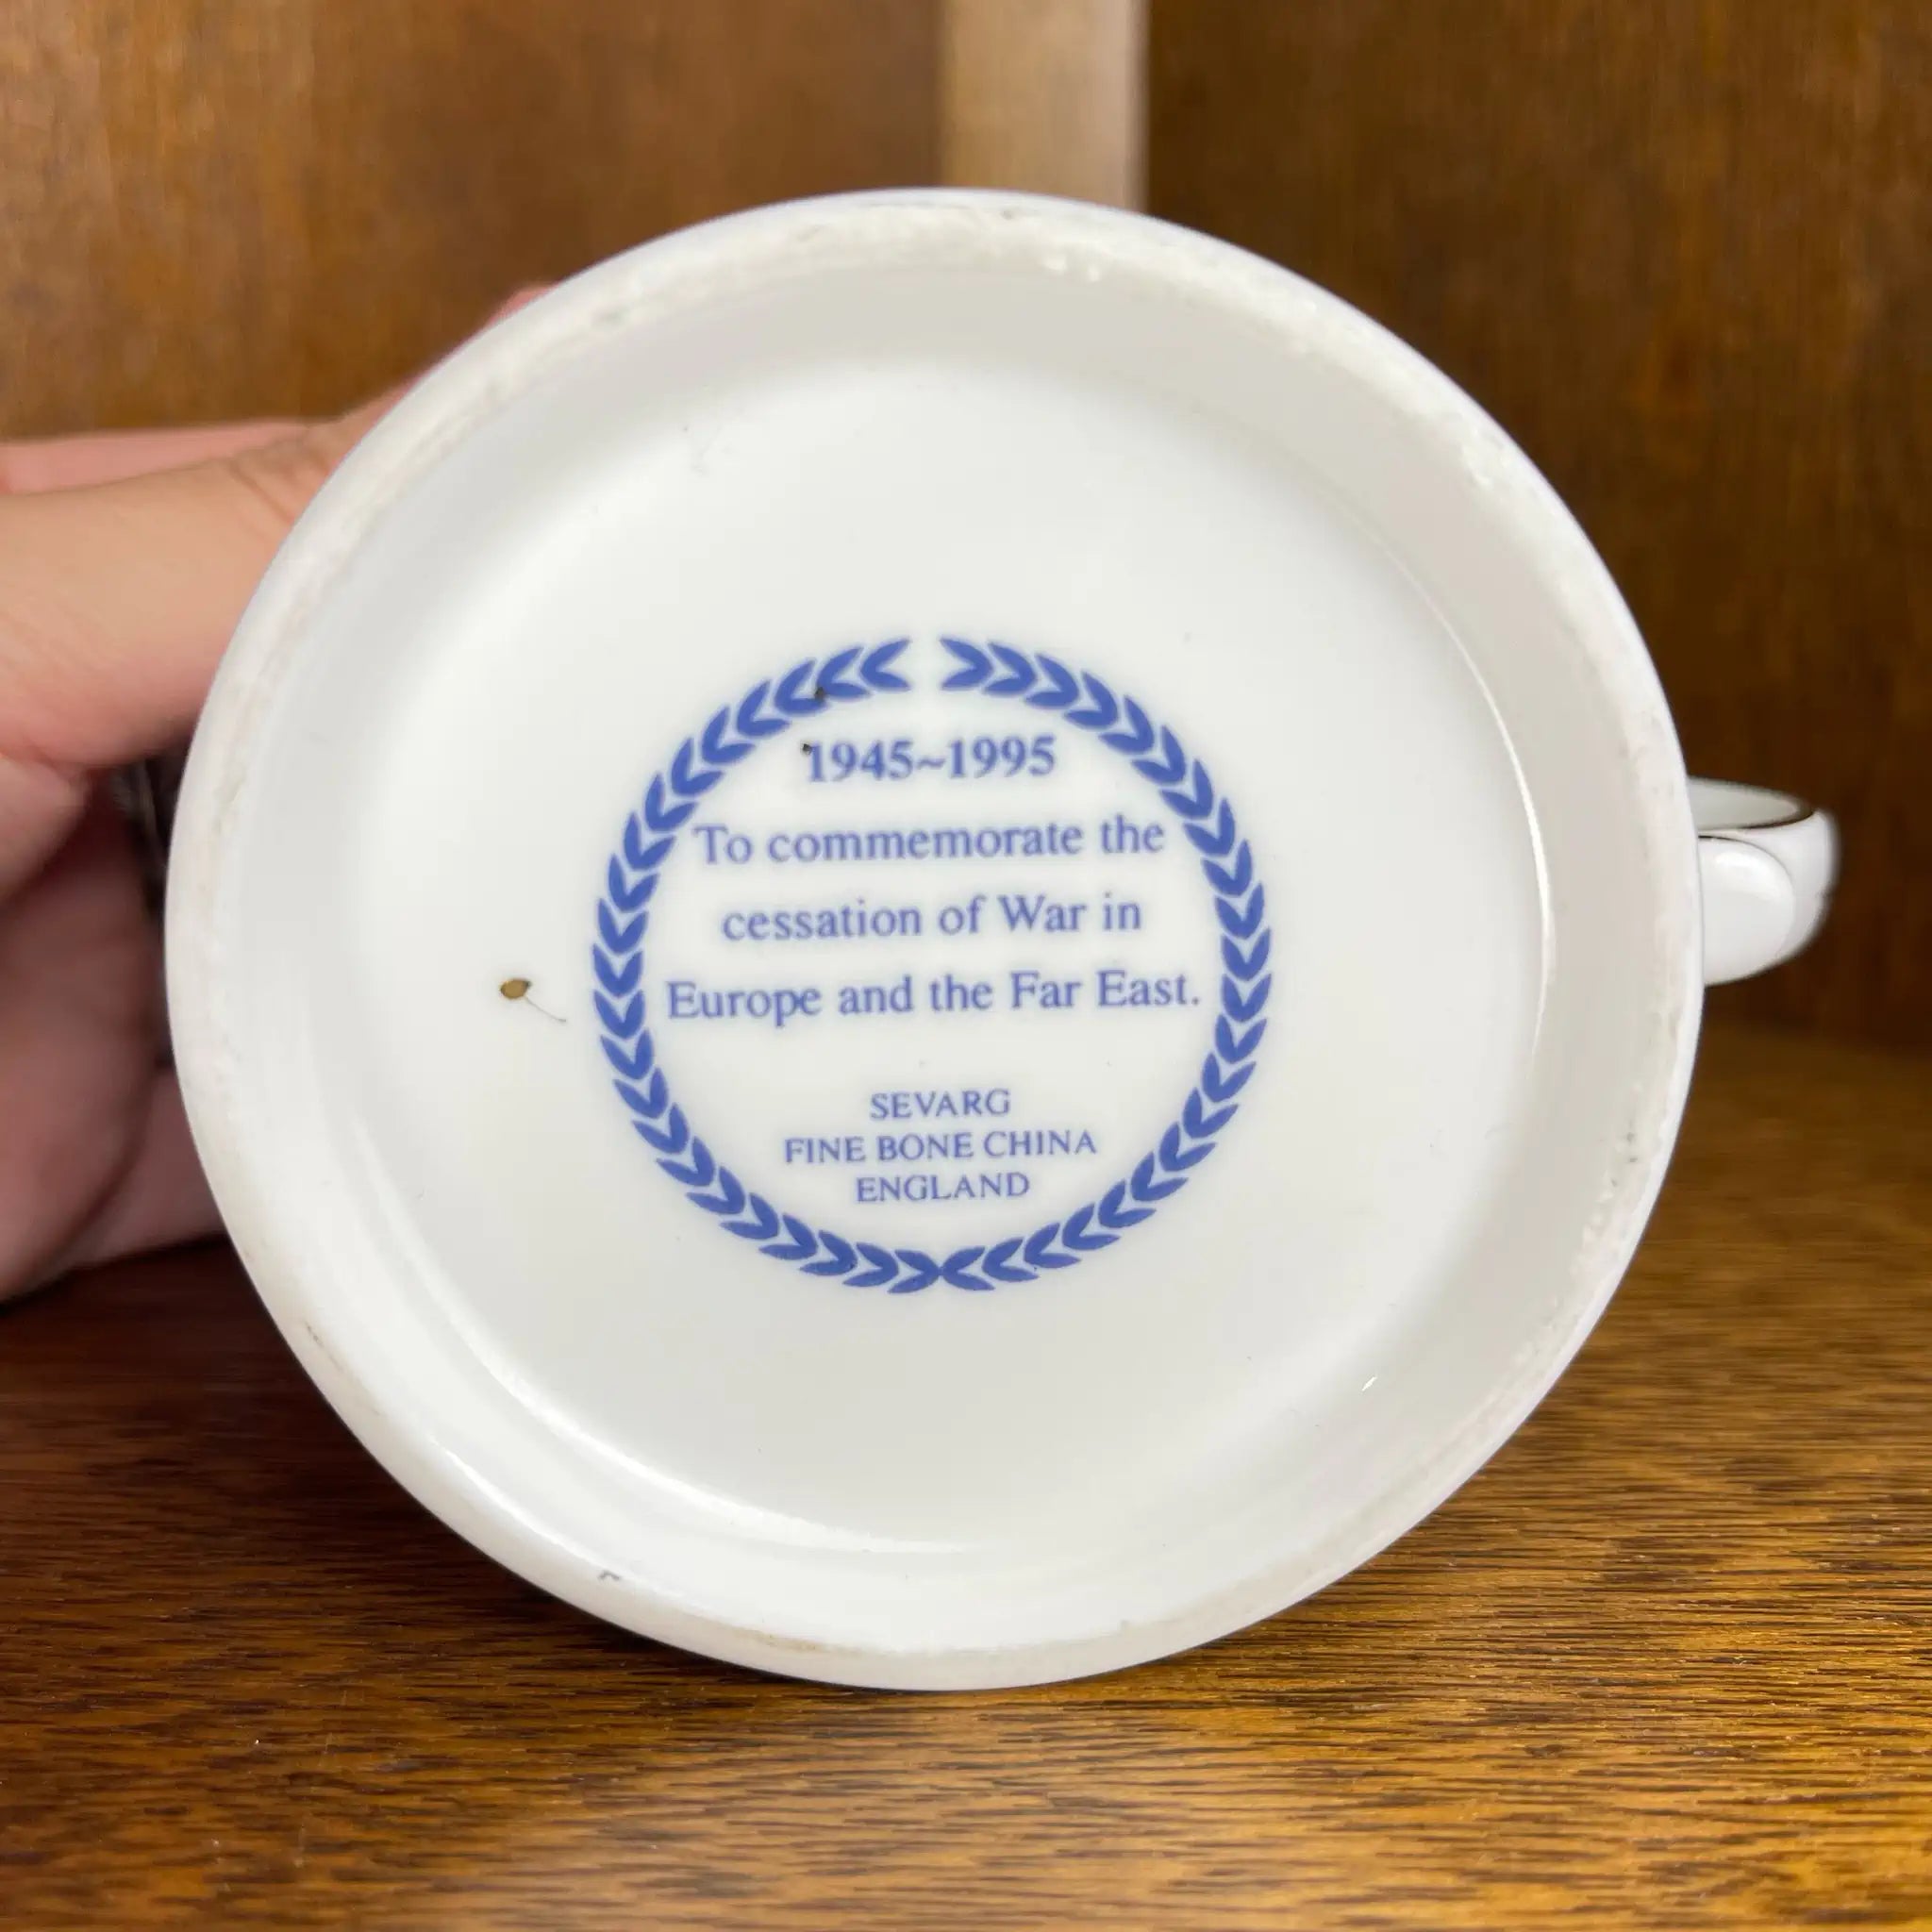 1945~1995
To commemorate the
cessation of War in
Europe and the Far East.
SEVARG
FINE BONE CHINA
ENGLAND